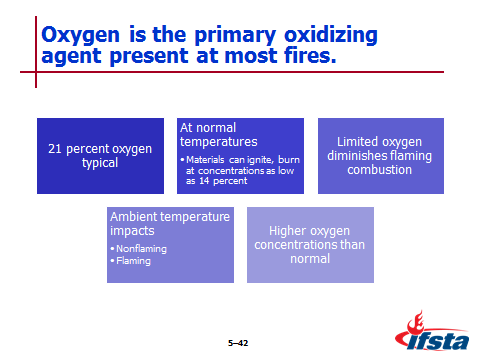 Oxygen is the primary oxidizing
agent present at most fires.
21 percent oxygen
typical
At normal
temperatures
• Materials can ignite, burn
at concentrations as low
as 14 percent
Limited oxygen
diminishes flaming
combustion
Ambient temperature
impacts
• Nonflaming
• Flaming
Higher oxygen
concentrations than
normal
5–42
ifsta